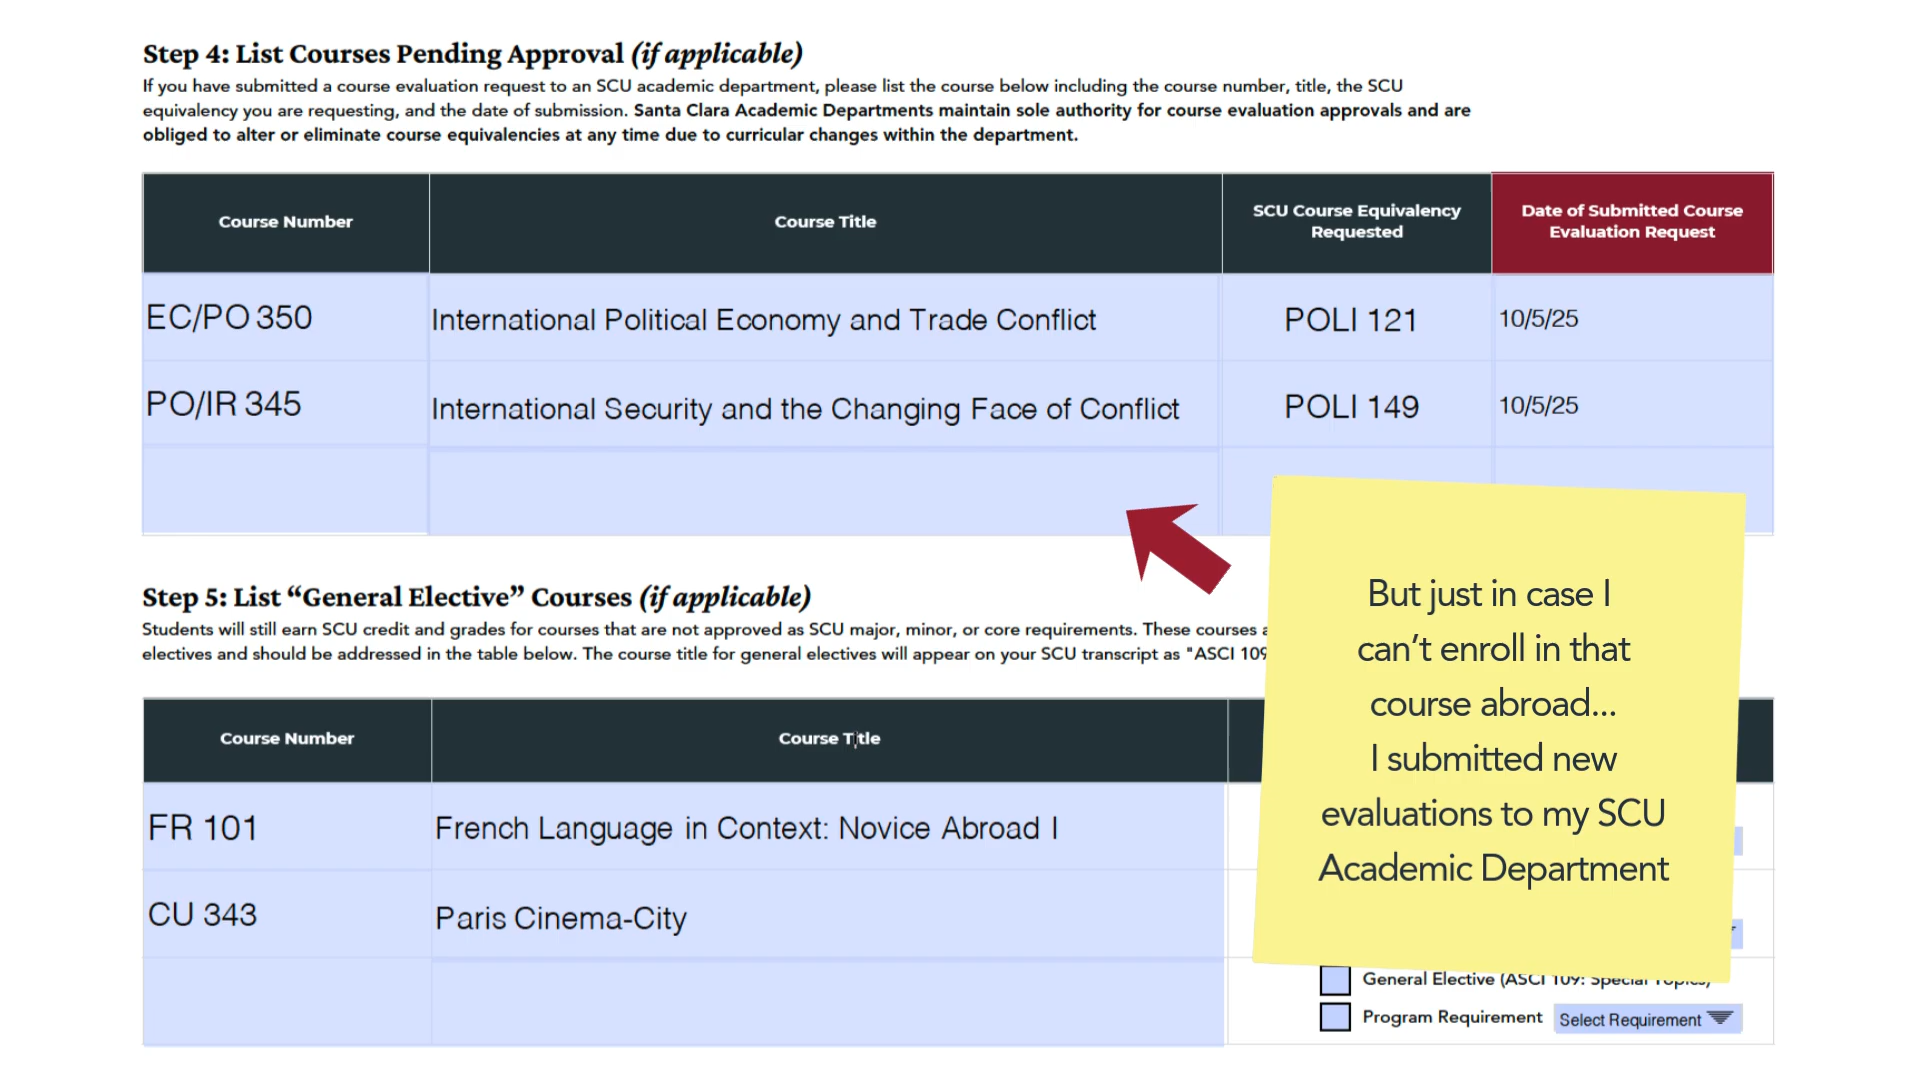 Step 4: List Courses Pending Approval (if applicable)
If you have submitted a course evaluation request to an SCU academic department, please list the course below including the course number, title, the SCU
equivalency you are requesting, and the date of submission. Santa Clara Academic Departments maintain sole authority for course evaluation approvals and are
obliged to alter or eliminate course equivalencies at any time due to curricular changes within the department.
Course Number Course Title SCU Course Equivalency Requested Date of Submitted Course Evaluation Request
EC/PO 350 International Political Economy and Trade Conflict POLI 121 10/5/25
PO/IR 345 International Security and the Changing Face of Conflict POLI 149 10/5/25
Step 5: List “General Elective” Courses (if applicable)
Students will still earn SCU credit and grades for courses that are not approved as SCU major, minor, or core requirements. These courses
electives and should be addressed in the table below. The course title for general electives will appear on your SCU transcript as "ASCI 109
Course Number Course Title
FR 101 French Language in Context: Novice Abroad I
CU 343 Paris Cinema-City
General Elective (ASCI 109: Special Topics)
Program Requirement Select Requirement
But just in case I
can’t enroll in that
course abroad...
I submitted new
evaluations to my SCU
Academic Department